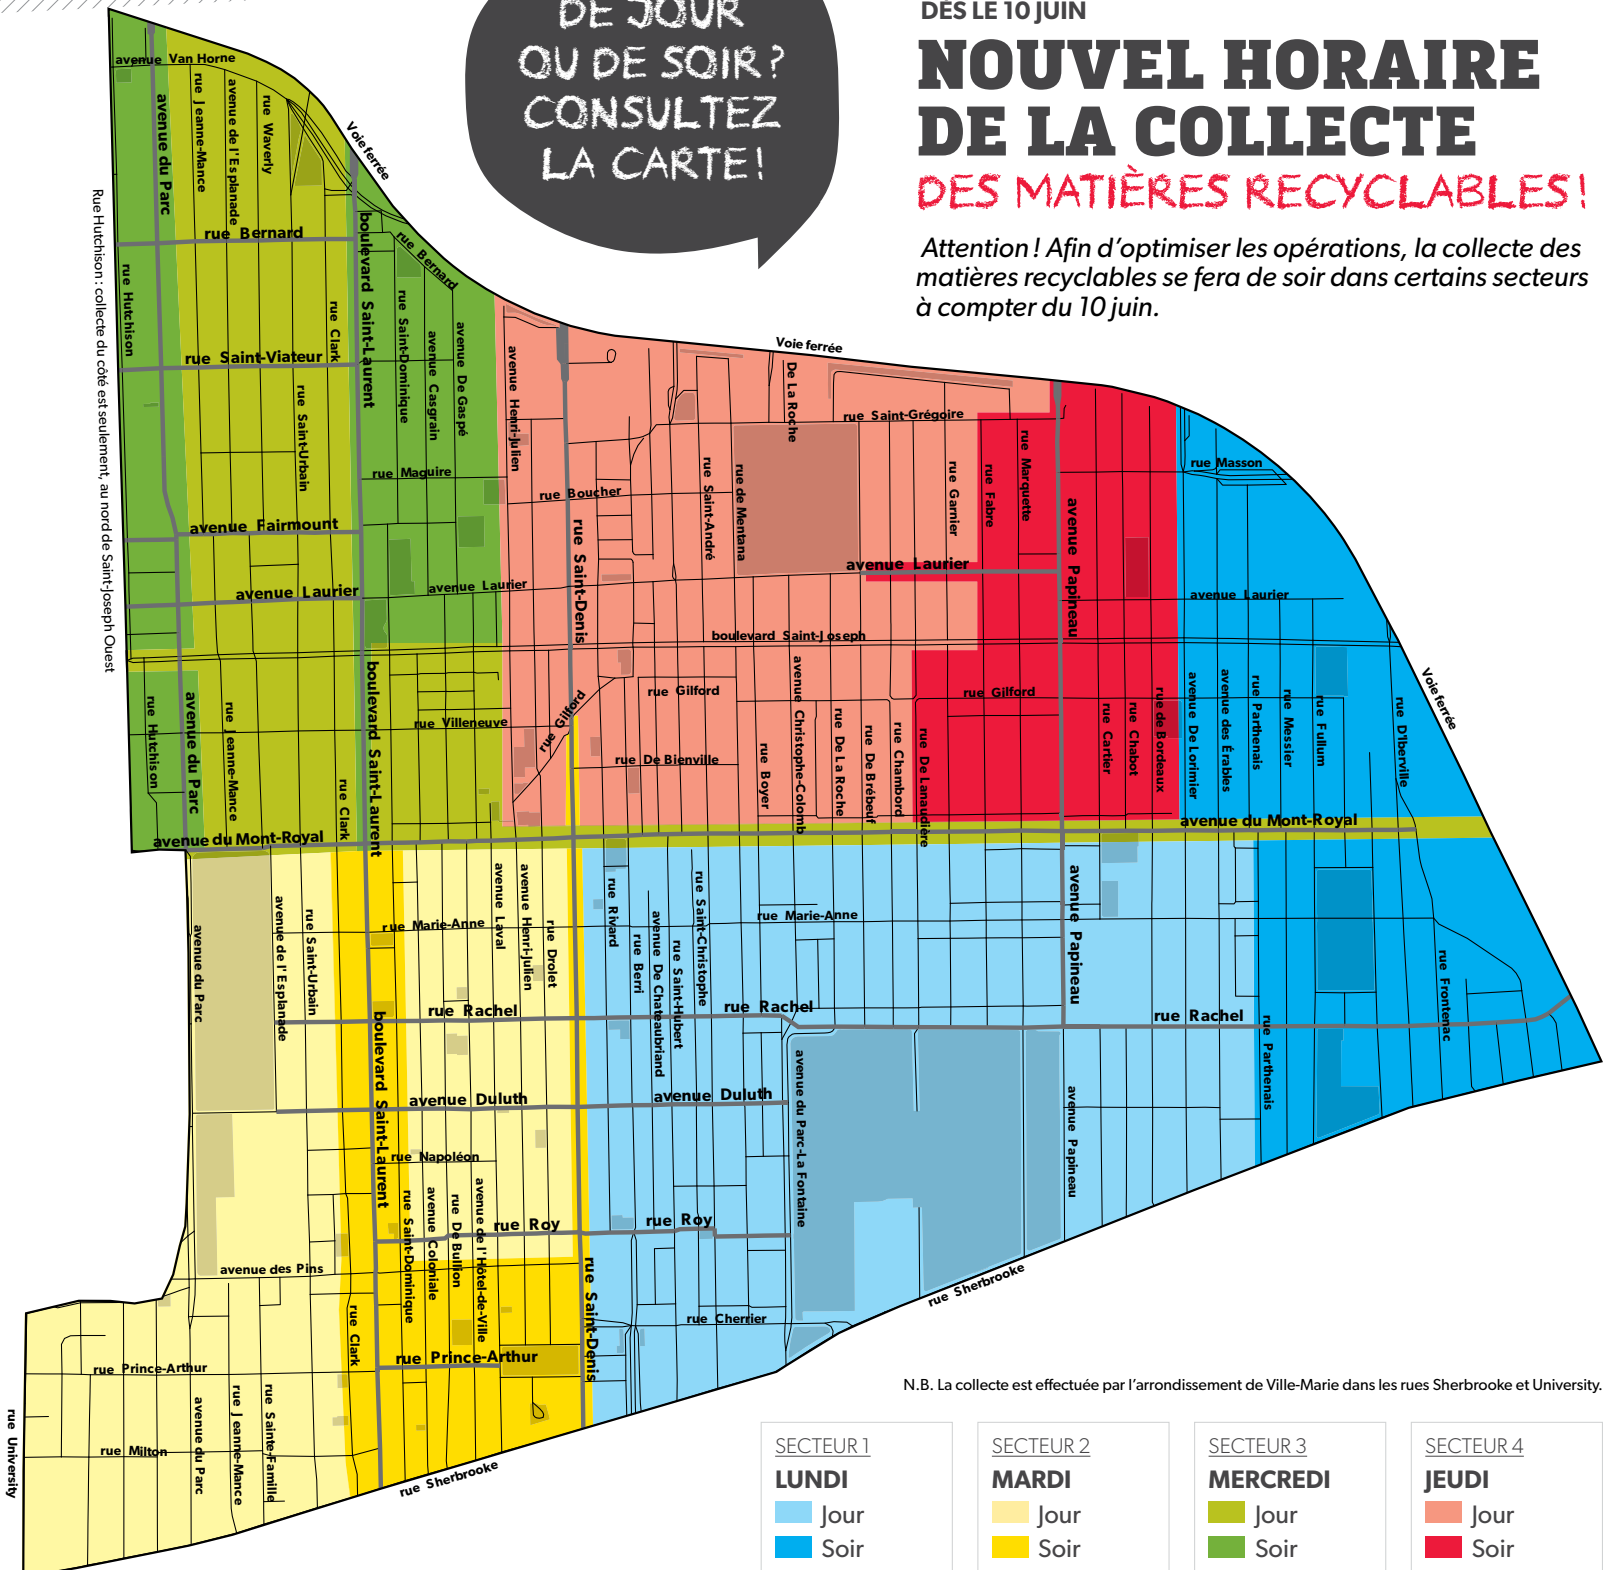 DE JOUR
OU DE SOIR ?
CONSULTEZ
LA CARTE !
DÈS LE 10 JUIN
NOUVEL HORAIRE
DE LA COLLECTE
DES MATIÈRES RECYCLABLES !
Attention ! Afin d’optimiser les opérations, la collecte des
matières recyclables se fera de soir dans certains secteurs
à compter du 10 juin.
avenue Van Horne
avenue du Parc
rue Jeanne-Mance
avenue de l'Esplanade
rue Waverly
Voie ferrée
Rue Hutchison : collecte du côté est seulement, au nord de Saint-Joseph Ouest
rue Bernard
rue Bernard
boulevard Saint-Laurent
rue Hutchison
rue Clark
rue Saint-Dominique
avenue Casgrain
avenue De Gaspé
rue Saint-Viateur
rue Saint-Urbain
avenue Henri-Julien
Voie ferrée
De La Roche
rue Saint-Grégoire
rue Maguire
rue Boucher
rue Saint-André
rue de Mentana
rue Garnier
rue Fabre
rue Marquette
rue Masson
avenue Fairmount
rue Saint-Denis
avenue Papineau
avenue Laurier
avenue Laurier
avenue Laurier
avenue Laurier
boulevard Saint-Joseph
rue Hutchison
avenue du Parc
rue Jeanne-Mance
rue Clark
boulevard Saint-Laurent
rue Villeneuve
rue Gilford
rue Gilford
rue Gilford
rue De Bienville
rue Boyer
avenue Christophe-Colomb
rue De La Roche
rue De Brébeuf
rue Chambord
rue De Lanaudière
rue Cartier
rue Chabot
rue de Bordeaux
avenue De Lorimier
avenue des Érables
rue Parthenais
rue Messier
rue Fullum
rue D'Iberville
Voie ferrée
avenue du Mont-Royal
avenue du Mont-Royal
avenue du Parc
avenue de l'Esplanade
rue Saint-Urbain
rue Marie-Anne
avenue Laval
avenue Henri-Julien
rue Drolet
rue Rivard
rue Berri
avenue De Chateaubriand
rue Saint-Hubert
rue Saint-Christophe
rue Marie-Anne
avenue Papineau
rue Frontenac
rue Rachel
rue Rachel
rue Rachel
boulevard Saint-Laurent
avenue Duluth
avenue Duluth
avenue du Parc-La Fontaine
avenue Papineau
rue Parthenais
rue Napoléon
rue Saint-Dominique
avenue Coloniale
rue De Bullion
avenue de l'Hôtel-de-Ville
rue Roy
rue Roy
avenue des Pins
rue Saint-Denis
rue Sherbrooke
rue Clark
rue Cherrier
rue Prince-Arthur
rue Prince-Arthur
avenue du Parc
rue Jeanne-Mance
rue Sainte-Famille
rue University
rue Milton
rue Sherbrooke
N.B. La collecte est effectuée par l’arrondissement de Ville-Marie dans les rues Sherbrooke et University.
SECTEUR 1
LUNDI
Jour
Soir
SECTEUR 2
MARDI
Jour
Soir
SECTEUR 3
MERCREDI
Jour
Soir
SECTEUR 4
JEUDI
Jour
Soir